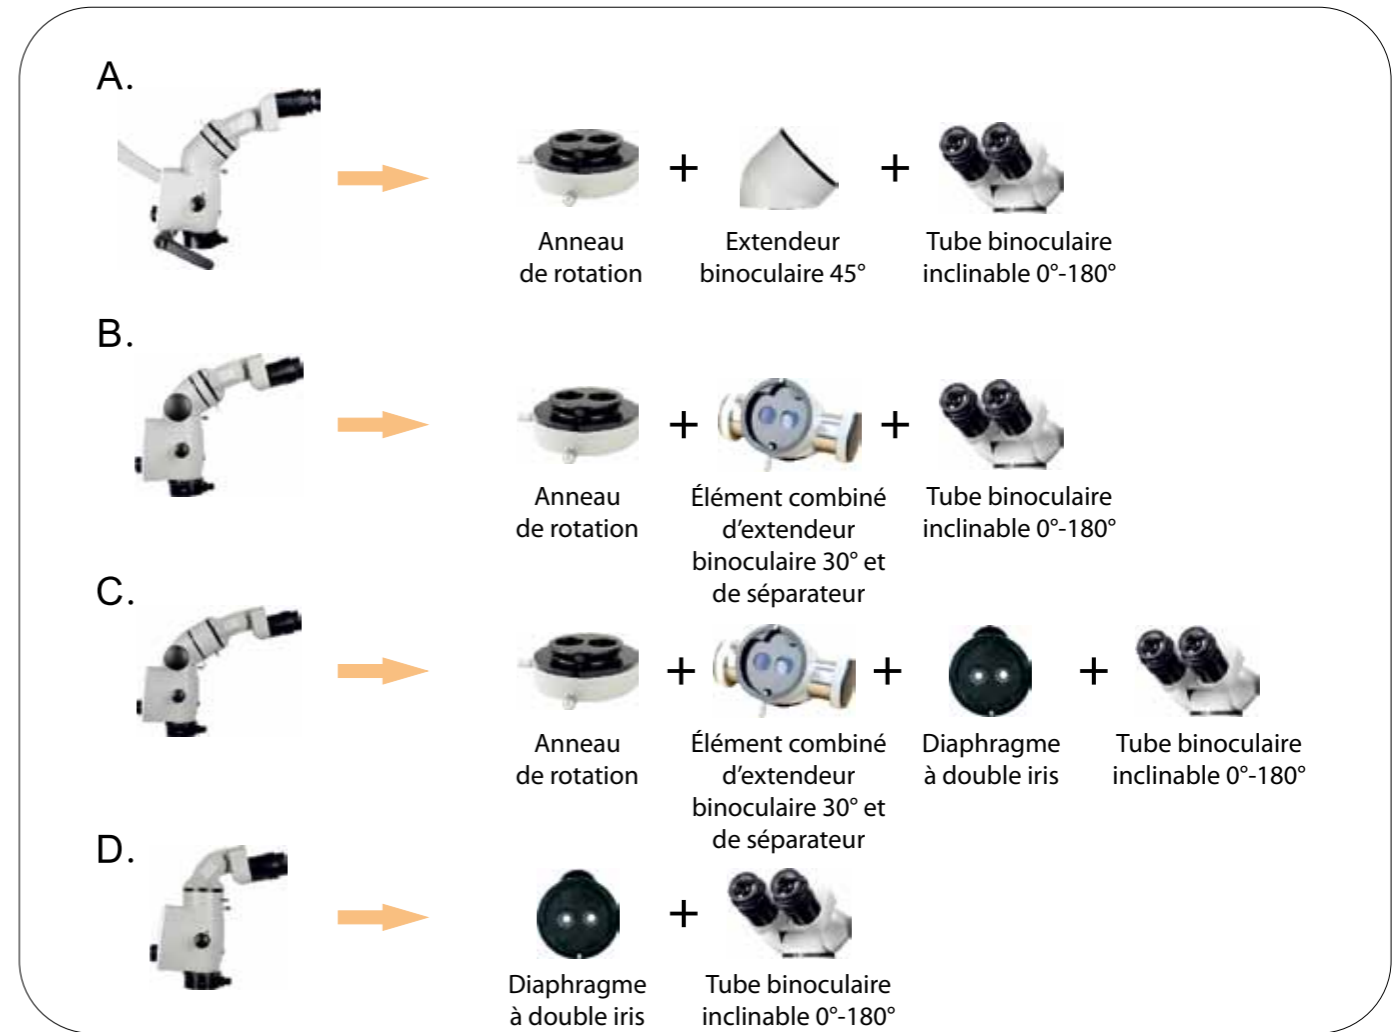 A.
+
+
Anneau
de rotation
Extendeur
binoculaire 45°
Tube binoculaire
inclinable 0°-180°
B.
+
+
Anneau
de rotation
Élément combiné
d’extendeur
binoculaire 30° et
de séparateur
Tube binoculaire
inclinable 0°-180°
C.
+
+
+
Anneau
de rotation
Élément combiné
d’extendeur
binoculaire 30° et
de séparateur
Diaphragme
à double iris
Tube binoculaire
inclinable 0°-180°
D.
+
Diaphragme
à double iris
Tube binoculaire
inclinable 0°-180°